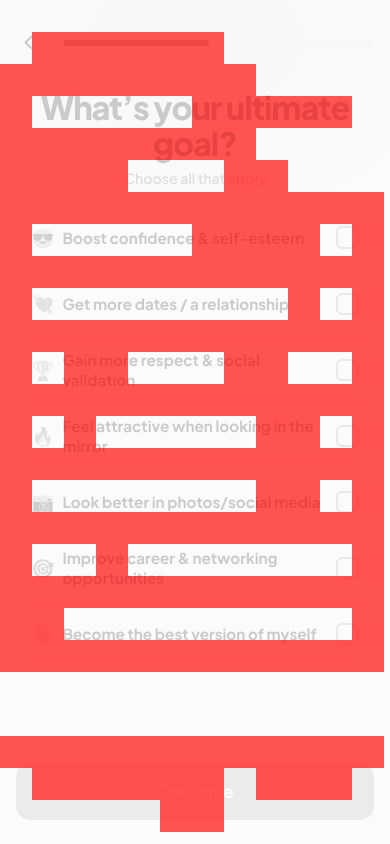 What's your ultimate
goal?
Choose all that apply
Boost confidence & self-esteem
Get more dates / a relationship
Gain more respect & social
validation
Feel attractive when looking in the
mirror
Look better in photos/social media
Improve career & networking
opportunities
Become the best version of myself
Continue